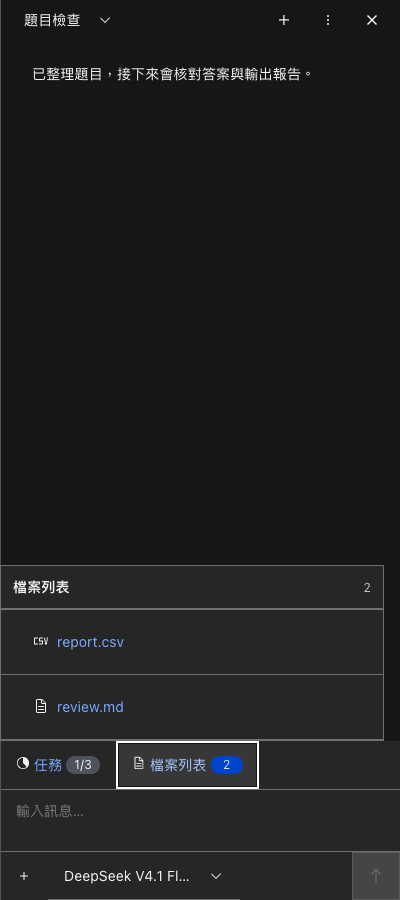 題目檢查
已整理題目，接下來會核對答案與輸出報告。
檔案列表 2
CSV report.csv
review.md
任務 1/3 檔案列表 2
輸入訊息...
DeepSeek V4.1 Fl...